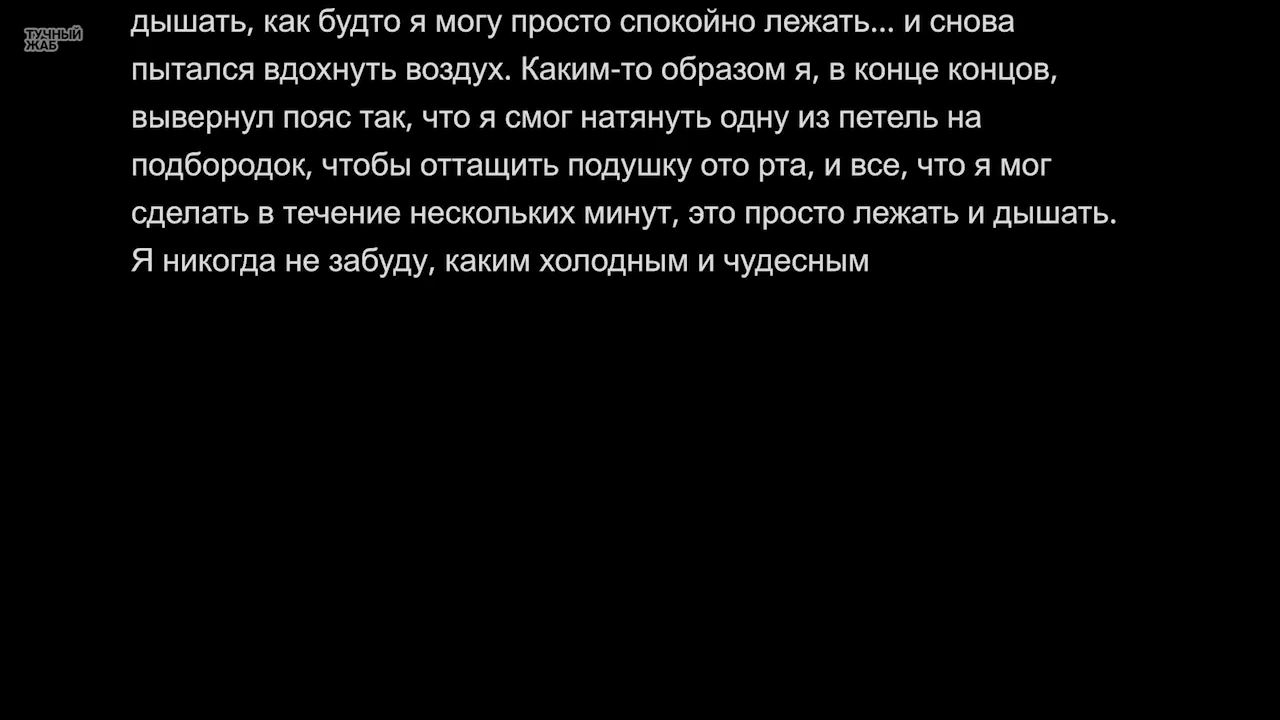 ТУЧНЫЙ
ЖАБ
дышать, как будто я могу просто спокойно лежать... и снова
пытался вдохнуть воздух. Каким-то образом я, в конце концов,
вывернул пояс так, что я смог натянуть одну из петель на
подбородок, чтобы оттащить подушку ото рта, и все, что я мог
сделать в течение нескольких минут, это просто лежать и дышать.
Я никогда не забуду, каким холодным и чудесным